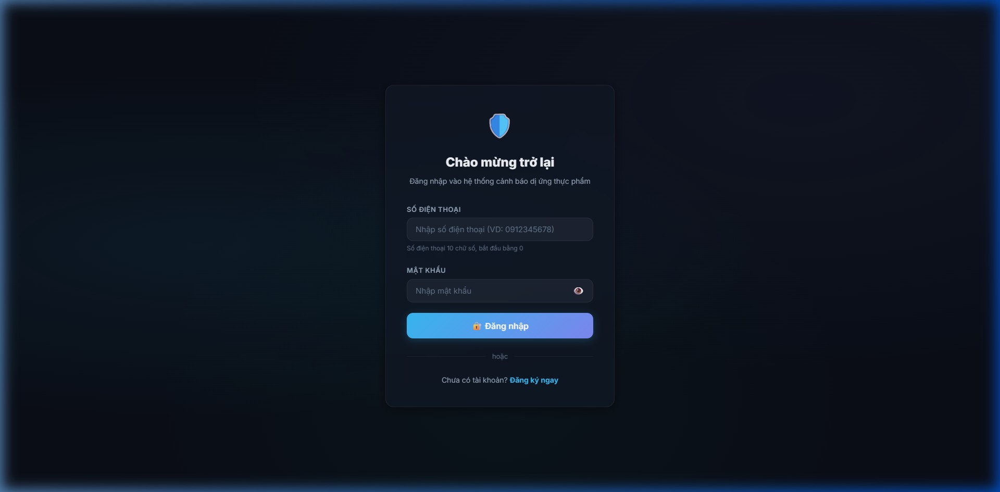 Chào mừng trở lại
Đăng nhập vào hệ thống cảnh báo dị ứng thực phẩm
SỐ ĐIỆN THOẠI
Nhập số điện thoại (VD: 0912345678)
Số điện thoại 10 chữ số, bắt đầu bằng 0
MẬT KHẨU
Nhập mật khẩu
Đăng nhập
hoặc
Chưa có tài khoản? Đăng ký ngay